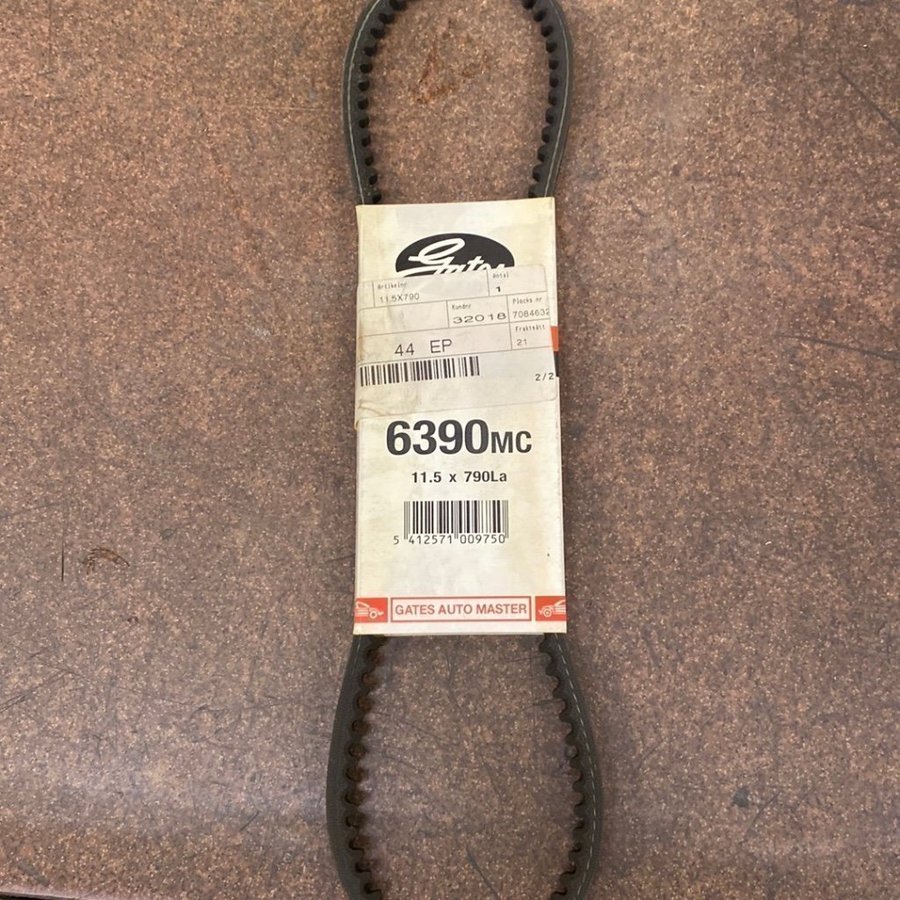 Gates
Artikelnr Antal
11.5X790 1
Kundnr Plocks nr
32018 7084632
Fraktsätt
44 EP 21
2/2
6390MC
11.5 x 790La
5 412571 009750
GATES AUTO MASTER